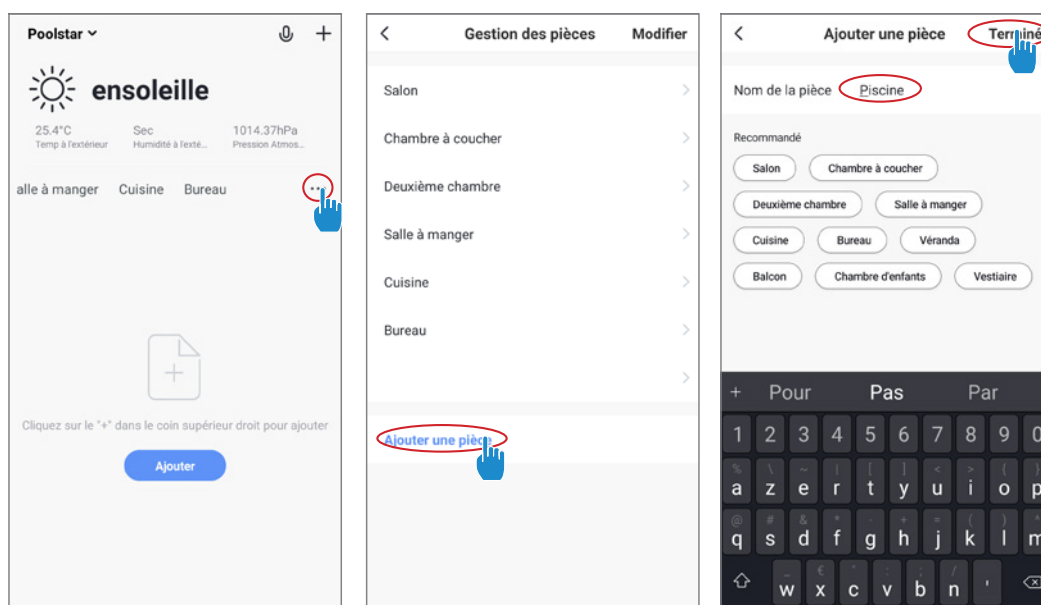 Poolstar
ensoleille
25.4°C Sec 1014.37hPa
Temp à l'extérieur Humidité à l'exté... Pression Atmos...
alle à manger Cuisine Bureau ...
Cliquez sur le "+" dans le coin supérieur droit pour ajouter
Ajouter
Gestion des pièces Modifier
Salon
Chambre à coucher
Deuxième chambre
Salle à manger
Cuisine
Bureau
Ajouter une pièce
Ajouter une pièce Terminé
Nom de la pièce Piscine
Recommandé
Salon Chambre à coucher
Deuxième chambre Salle à manger
Cuisine Bureau Véranda
Balcon Chambre d'enfants Vestiaire
+ Pour Pas Par
1 2 3 4 5 6 7 8 9 0
% \ ~ | [ ] < > { }
a z e r t y u i o p
@ # & * - + = ( ) ^
q s d f g h j k l m
_ € " : ; /
w x c v b n '